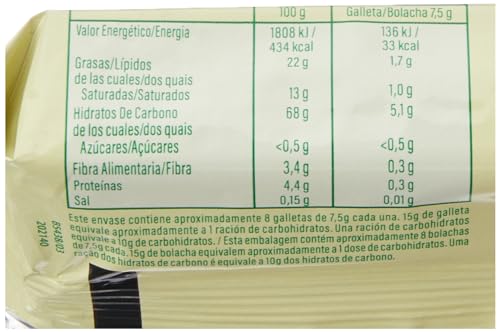 100 g Galleta/Bolacha 7,5 g
Valor Energético/Energia 1808 kJ / 136 kJ /
434 kcal 33 kcal
Grasas/Lípidos 22 g 1,7 g
de las cuales/dos quais
Saturadas/Saturados 13 g 1,0 g
Hidratos De Carbono 68 g 5,1 g
de los cuales/dos quais
Azúcares/Açúcares <0,5 g <0,5 g
Fibra Alimentaria/Fibra 3,4 g 0,3 g
Proteínas 4,4 g 0,3 g
Sal 0,15 g 0,01 g
Este envase contiene aproximadamente 8 galletas de 7,5g cada una. 15g de galleta
equivale aproximadamente a 1 ración de carbohidratos. Una ración de carbohidratos
equivale a 10g de carbohidratos. / Esta embalagem contém aproximadamente 8 bolachas
de 7,5g cada. 15g de bolacha equivalem aproximadamente a 1 dose de carbohidratos. Uma
ração dos hidratos de carbono é equivale a 10g dos hidratos de carbono.